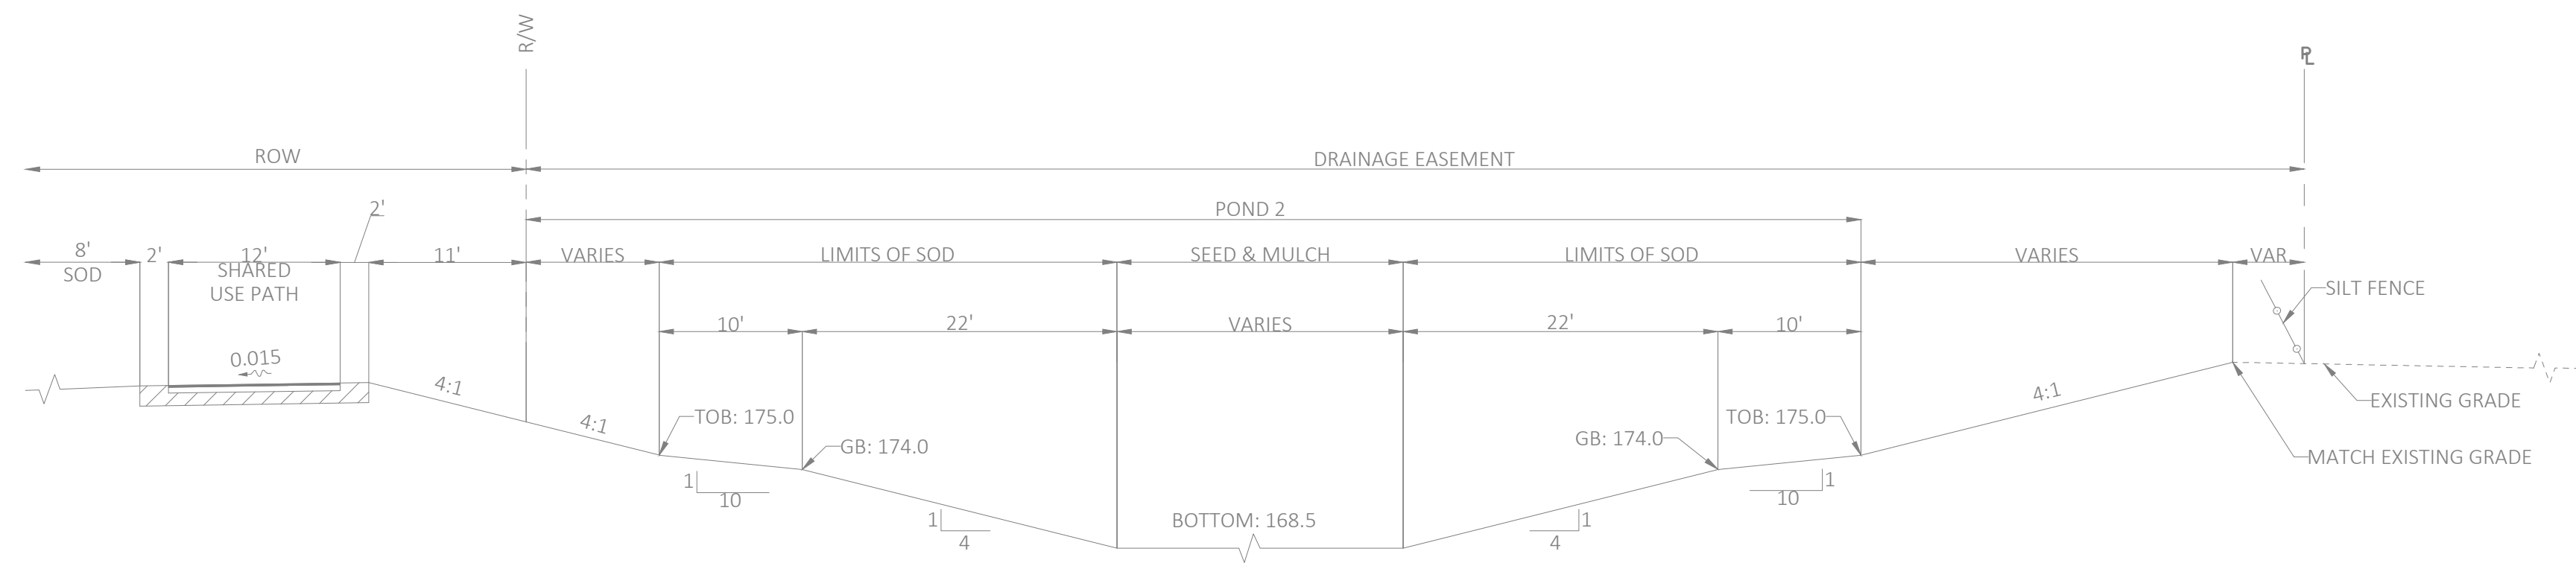 R/W
℄
ROW
DRAINAGE EASEMENT
POND 2
2'
8'
SOD
2'
12'
SHARED
USE PATH
11'
VARIES
LIMITS OF SOD
SEED & MULCH
LIMITS OF SOD
VARIES
VAR
SILT FENCE
10'
22'
VARIES
22'
10'
0.015
4:1
4:1
TOB: 175.0
GB: 174.0
GB: 174.0
TOB: 175.0
4:1
EXISTING GRADE
MATCH EXISTING GRADE
1
10
1
4
BOTTOM: 168.5
1
4
1
10